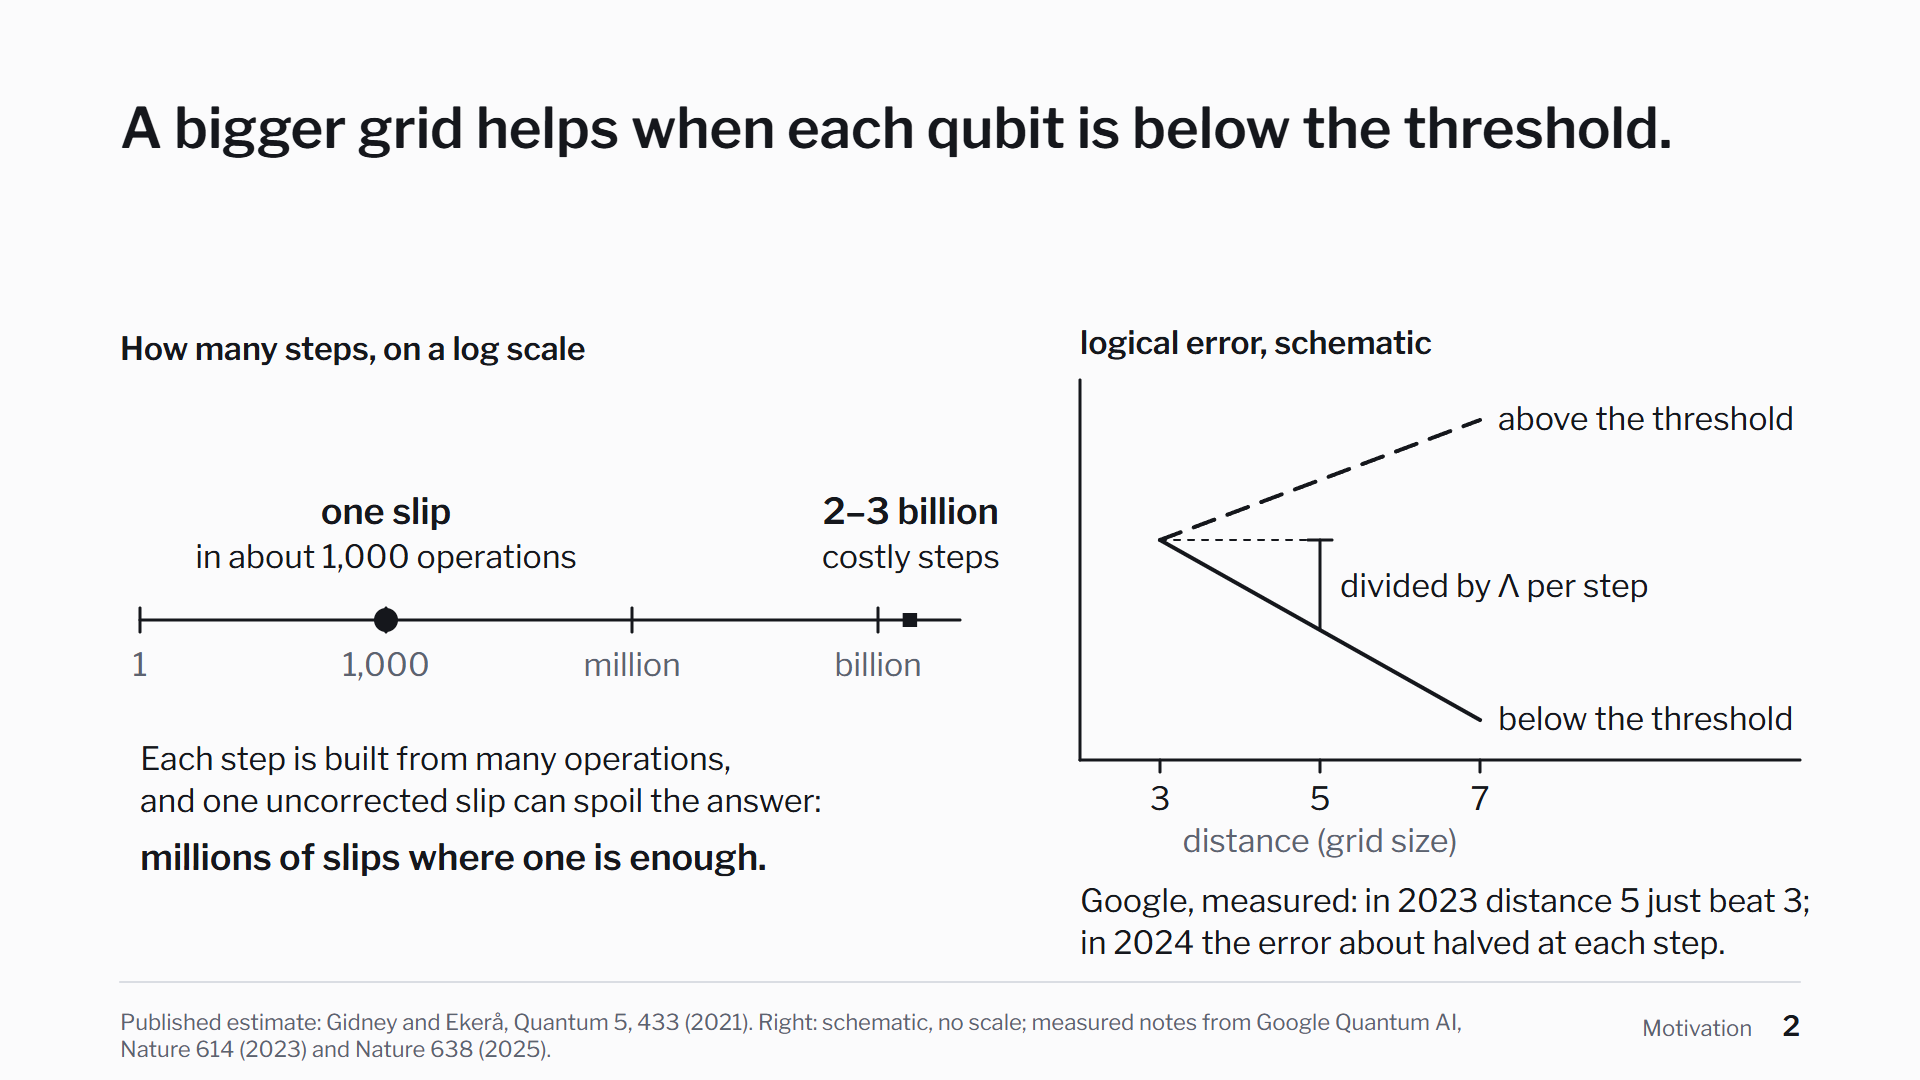 A bigger grid helps when each qubit is below the threshold.
How many steps, on a log scale
one slip
in about 1,000 operations
2–3 billion
costly steps
1
1,000
million
billion
Each step is built from many operations,
and one uncorrected slip can spoil the answer:
millions of slips where one is enough.
logical error, schematic
above the threshold
divided by Λ per step
below the threshold
3
5
7
distance (grid size)
Google, measured: in 2023 distance 5 just beat 3;
in 2024 the error about halved at each step.
Published estimate: Gidney and Ekerå, Quantum 5, 433 (2021). Right: schematic, no scale; measured notes from Google Quantum AI,
Nature 614 (2023) and Nature 638 (2025).
Motivation 2